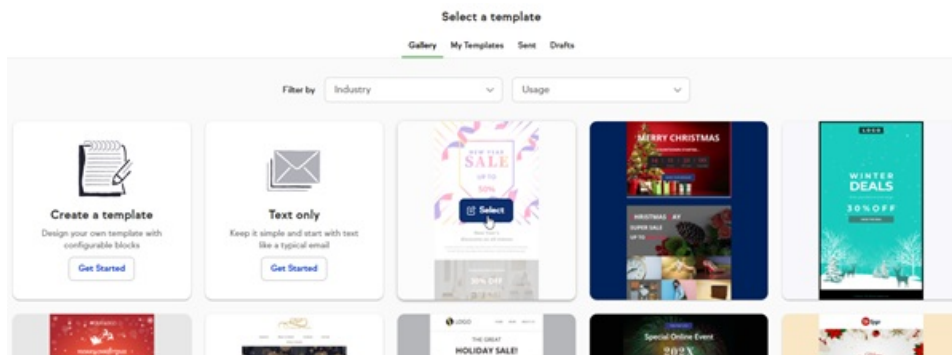 Select a template
Gallery My Templates Sent Drafts
Filter by Industry Usage
Create a template
Design your own template with
configurable blocks
Get Started
Text only
Keep it simple and start with text
like a typical email
Get Started
NEW YEAR
SALE
UP TO
50%
Select
30% OFF
MERRY CHRISTMAS
SUPER SALE
UP TO
LOGO
WINTER
DEALS
30% OFF
LOGO
THE GREAT
HOLIDAY SALE!
Special Online Event
202X